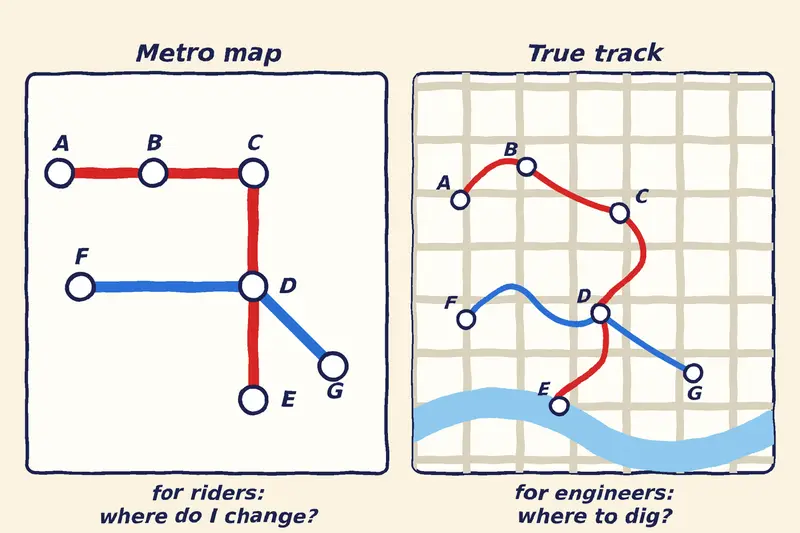 Metro map
A B C
F
D
G
E
for riders:
where do I change?
True track
B
A
C
F
D
E
G
for engineers:
where to dig?